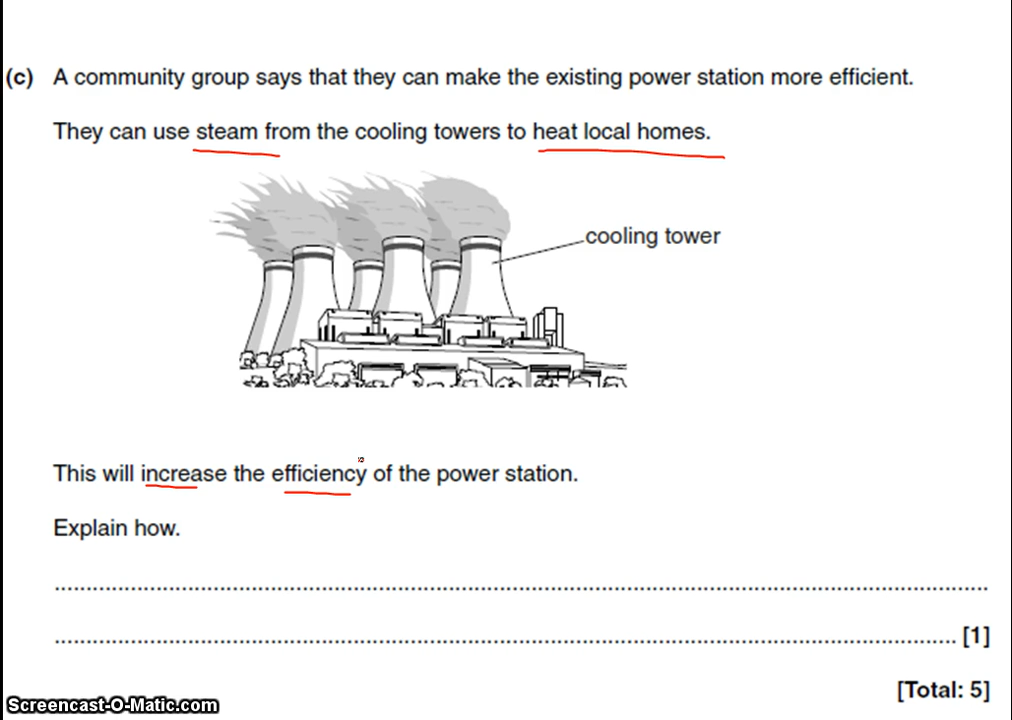 (c) A community group says that they can make the existing power station more efficient.
They can use steam from the cooling towers to heat local homes.
cooling tower
This will increase the efficiency of the power station.
Explain how.
................................................................................
................................................................................ [1]
[Total: 5]
Screencast-O-Matic.com